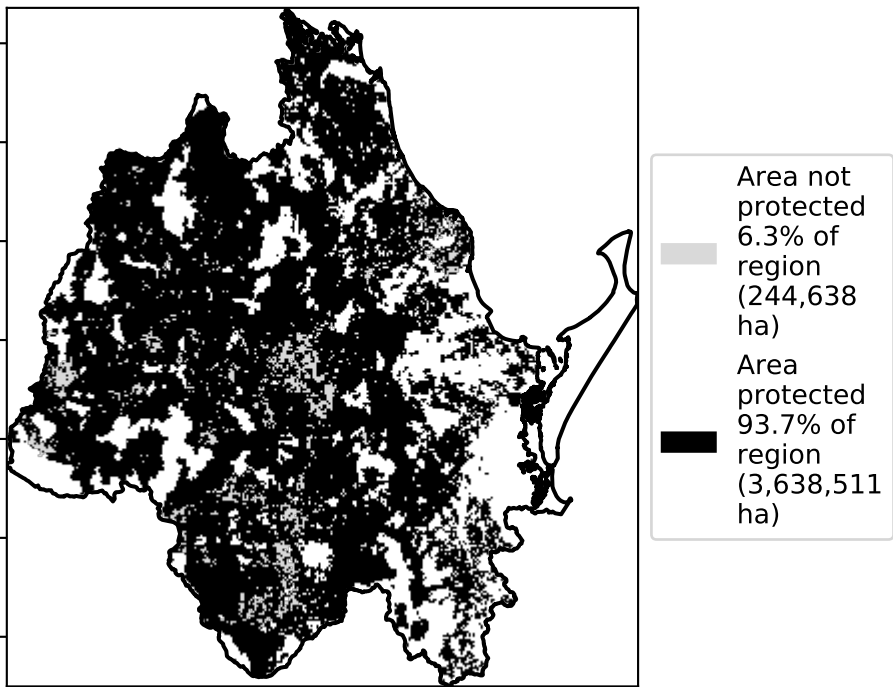 Area not
protected
6.3% of
region
(244,638
ha)
Area
protected
93.7% of
region
(3,638,511
ha)